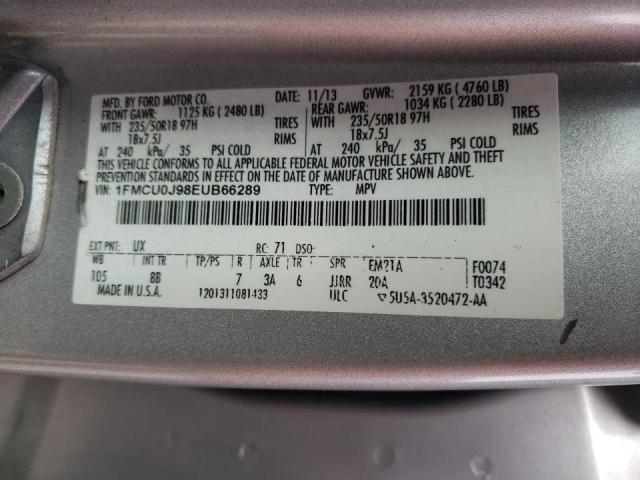 MFD. BY FORD MOTOR CO. DATE: 11/13 GVWR: 2159 KG (4760 LB)
FRONT GAWR: 1125 KG (2480 LB) REAR GAWR: 1034 KG (2280 LB)
WITH 235/50R18 97H TIRES WITH 235/50R18 97H TIRES
18x7.5J RIMS 18x7.5J RIMS
AT 240 kPa/ 35 PSI COLD AT 240 kPa/ 35 PSI COLD
THIS VEHICLE CONFORMS TO ALL APPLICABLE FEDERAL MOTOR VEHICLE SAFETY AND THEFT
PREVENTION STANDARDS IN EFFECT ON THE DATE OF MANUFACTURE SHOWN ABOVE.
VIN: 1FMCU0J98EUB66289 TYPE: MPV
EXT PNT: UX RC: 71 DSO:
WB INT TR TP/PS R AXLE TR SPR EM21A F0074
105 8B 7 3A 6 JJRR 20A T0342
MADE IN U.S.A. 1201311081433 ULC ▽5U5A-3520472-AA